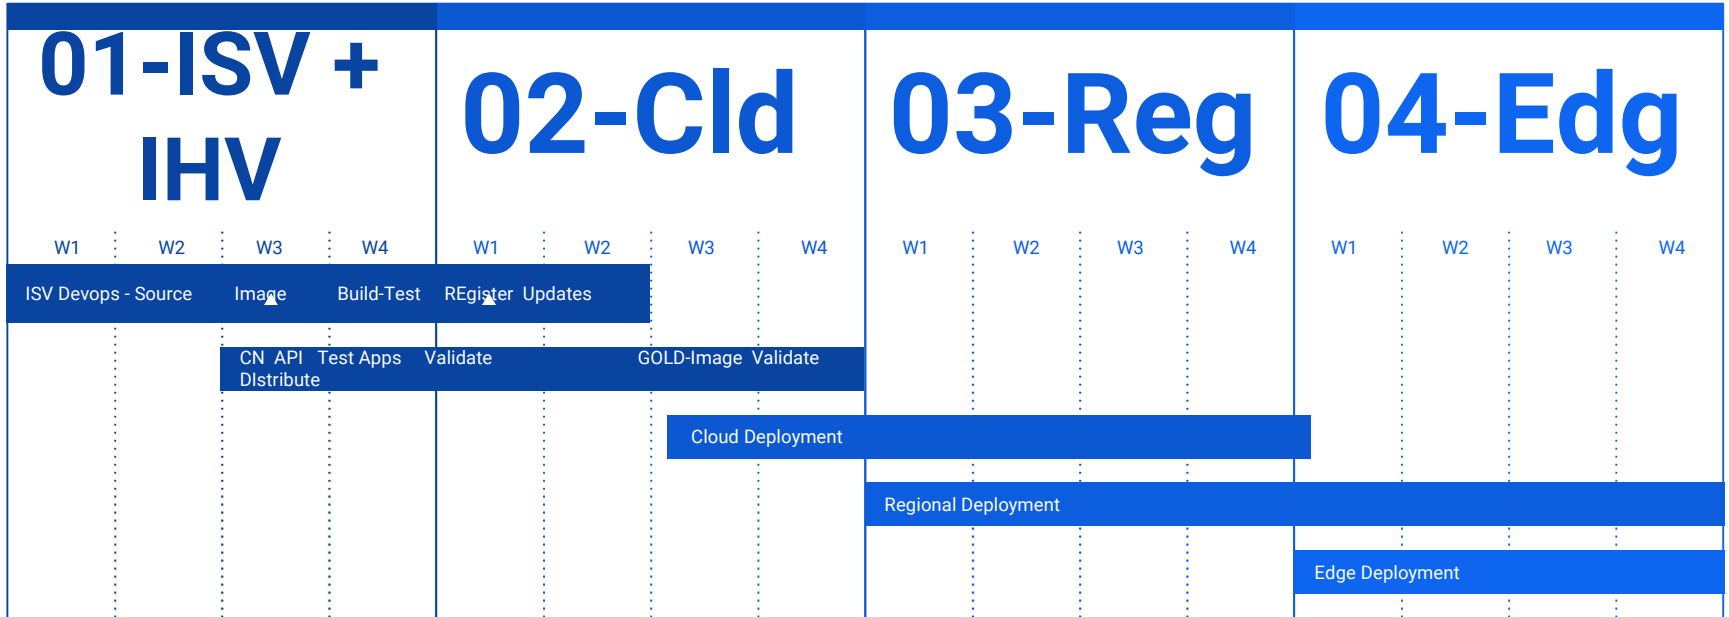 01-ISV +
IHV
02-Cld
03-Reg
04-Edg
W1 W2 W3 W4 W1 W2 W3 W4 W1 W2 W3 W4 W1 W2 W3 W4
ISV Devops - Source Image Build-Test REgister Updates
CN API Test Apps Validate GOLD-Image Validate
DIstribute
Cloud Deployment
Regional Deployment
Edge Deployment